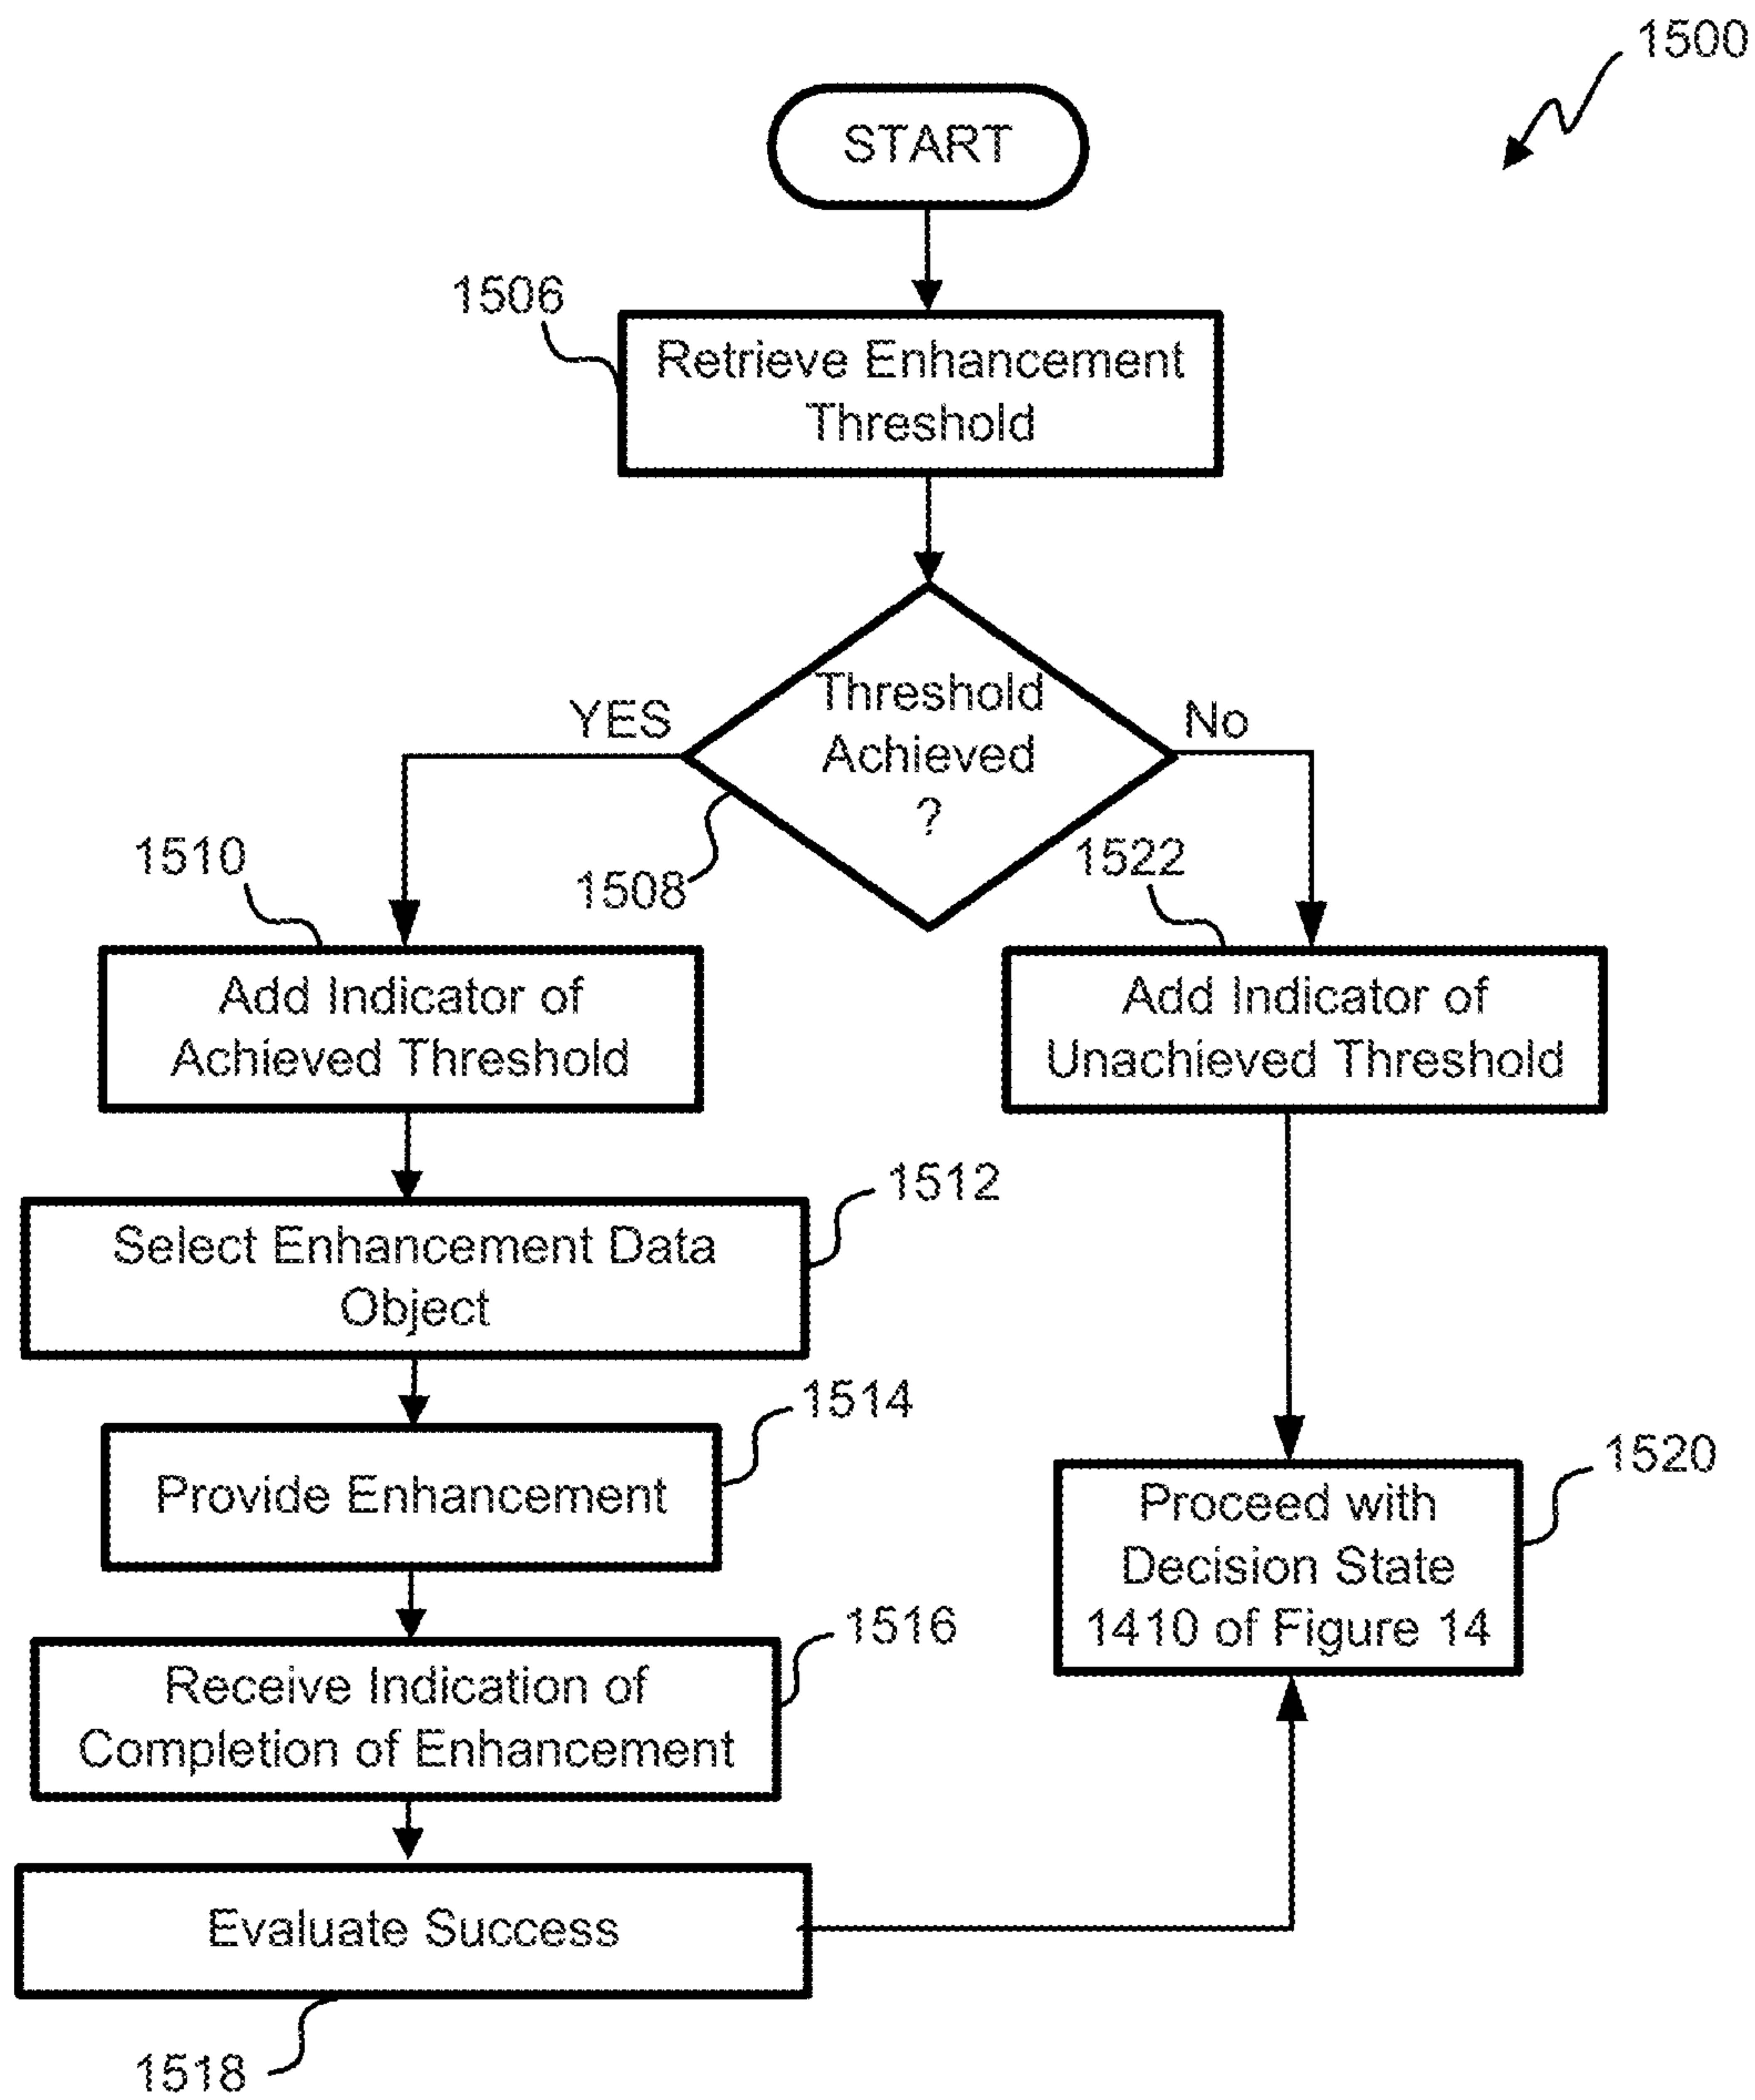 1500
START
1506
Retrieve Enhancement
Threshold
YES
Threshold
Achieved
?
No
1508
1510
1522
Add Indicator of
Achieved Threshold
Add Indicator of
Unachieved Threshold
1512
Select Enhancement Data
Object
1514
Provide Enhancement
1520
Proceed with
Decision State
1410 of Figure 14
1516
Receive Indication of
Completion of Enhancement
Evaluate Success
1518